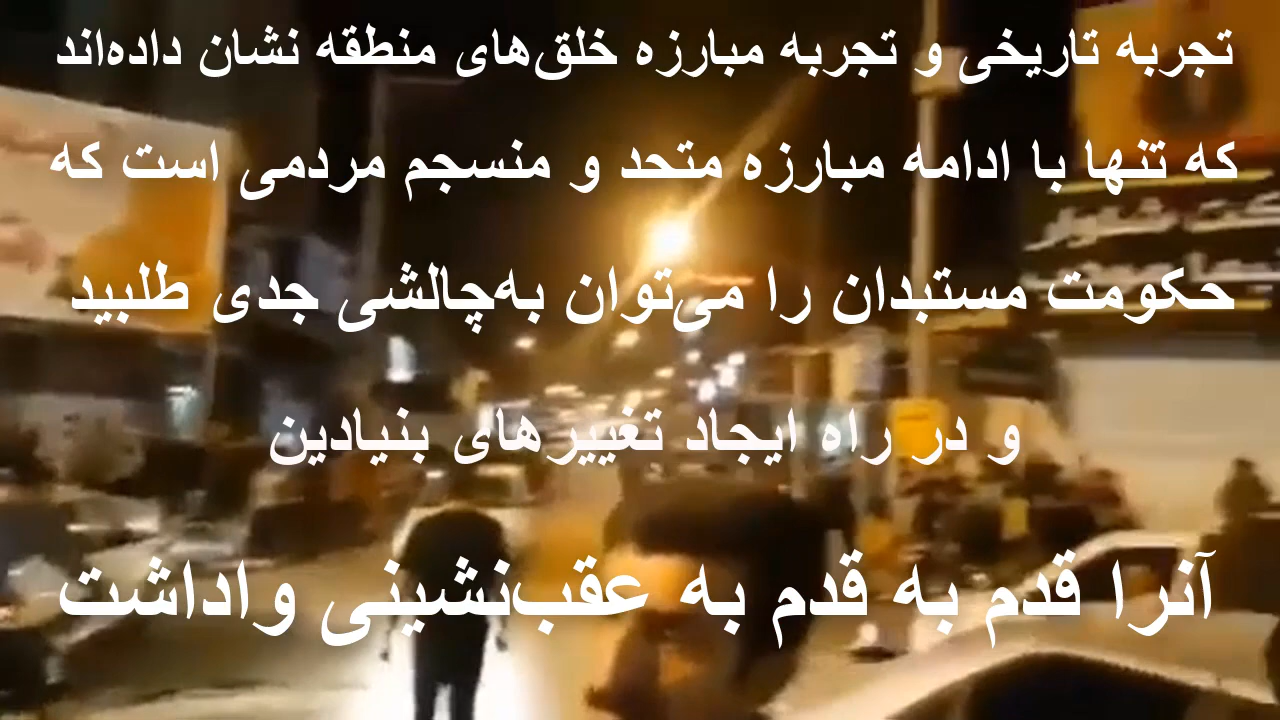 تجربه تاریخی و تجربه مبارزه خلق‌های منطقه نشان داده‌اند
که تنها با ادامه مبارزه متحد و منسجم مردمی است که
حکومت مستبدان را می‌توان به‌چالشی جدی طلبید
و در راه ایجاد تغییرهای بنیادین
آنرا قدم به قدم به عقب‌نشینی واداشت